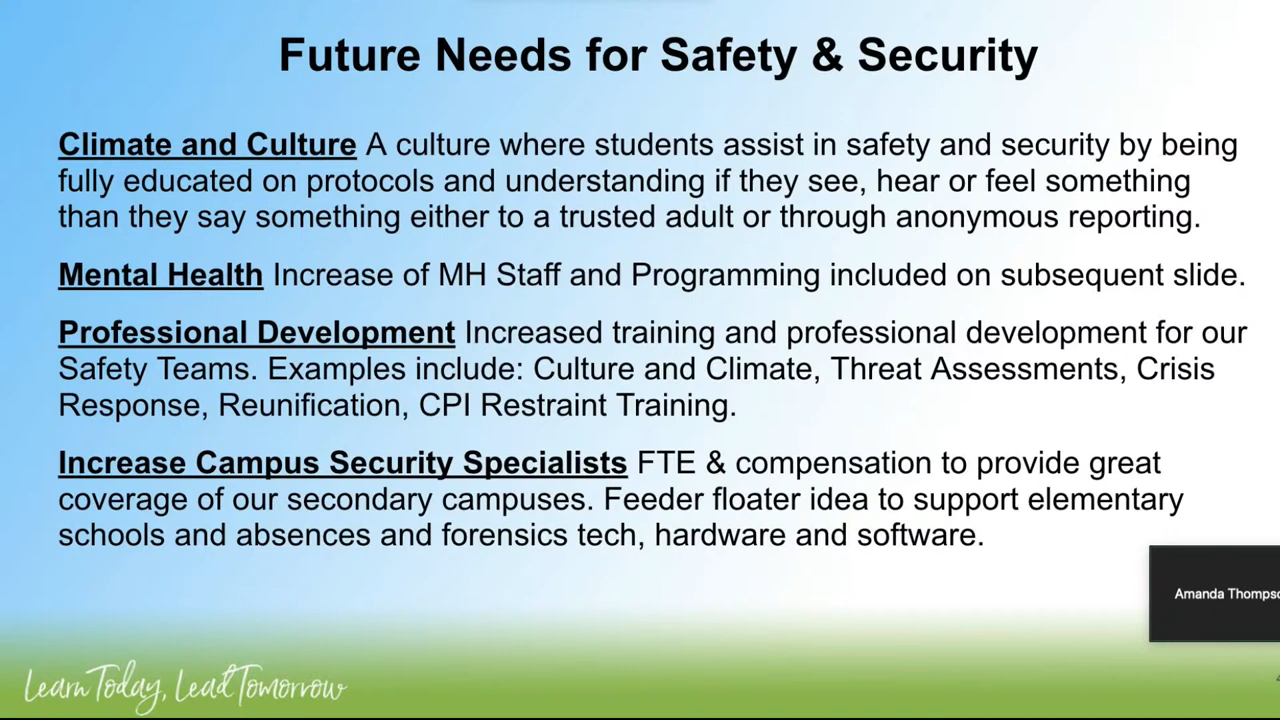 Future Needs for Safety & Security
Climate and Culture A culture where students assist in safety and security by being
fully educated on protocols and understanding if they see, hear or feel something
than they say something either to a trusted adult or through anonymous reporting.
Mental Health Increase of MH Staff and Programming included on subsequent slide.
Professional Development Increased training and professional development for our
Safety Teams. Examples include: Culture and Climate, Threat Assessments, Crisis
Response, Reunification, CPI Restraint Training.
Increase Campus Security Specialists FTE & compensation to provide great
coverage of our secondary campuses. Feeder floater idea to support elementary
schools and absences and forensics tech, hardware and software.
Amanda
Learn Today, Lead Tomorrow